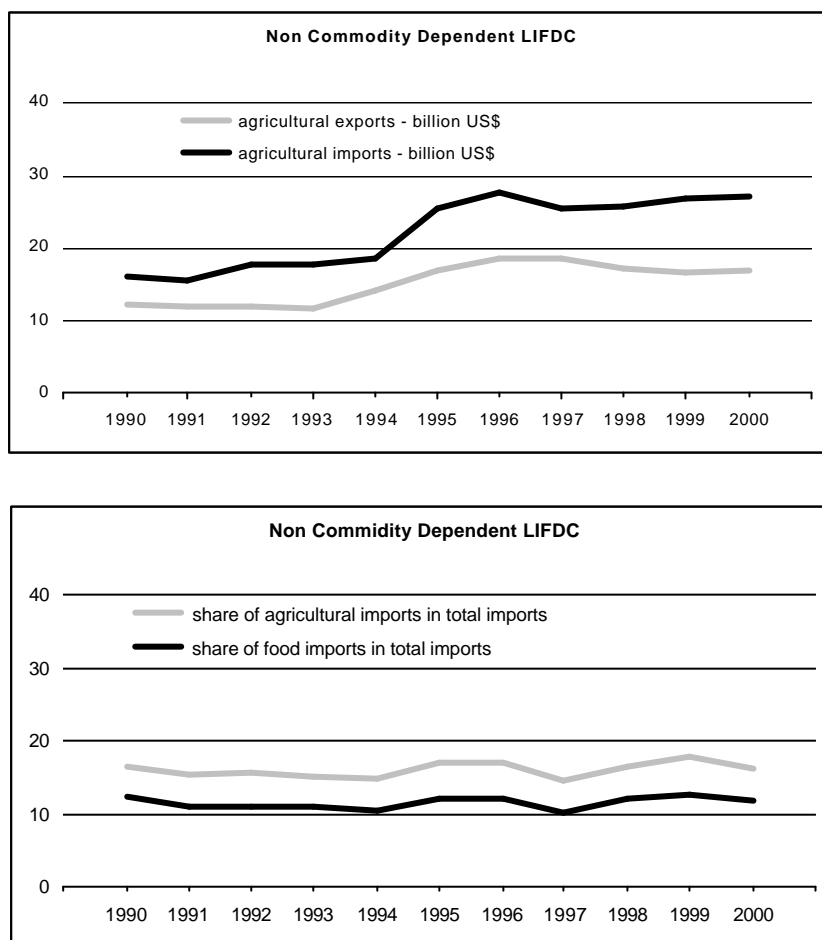 Non Commodity Dependent LIFDC
40
agricultural exports - billion US$
agricultural imports - billion US$
30
20
10
0
1990 1991 1992 1993 1994 1995 1996 1997 1998 1999 2000
Non Commidity Dependent LIFDC
40
share of agricultural imports in total imports
share of food imports in total imports
30
20
10
0
1990 1991 1992 1993 1994 1995 1996 1997 1998 1999 2000